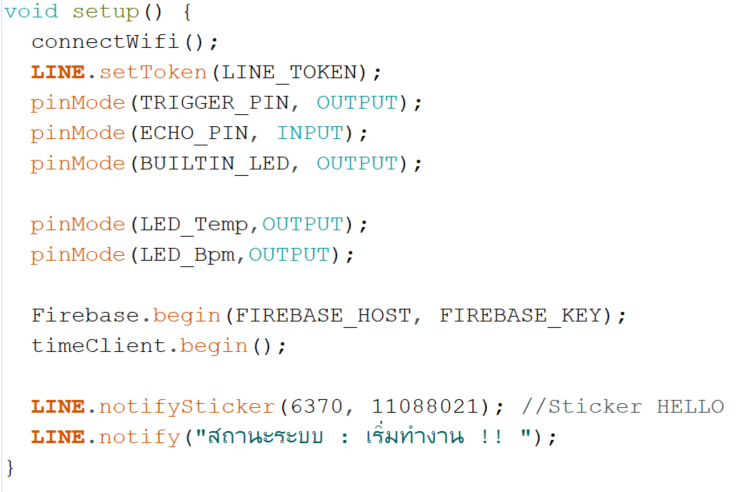 void setup() {
  connectWifi();
  LINE.setToken(LINE_TOKEN);
  pinMode(TRIGGER_PIN, OUTPUT);
  pinMode(ECHO_PIN, INPUT);
  pinMode(BUILTIN_LED, OUTPUT);

  pinMode(LED_Temp,OUTPUT);
  pinMode(LED_Bpm,OUTPUT);

  Firebase.begin(FIREBASE_HOST, FIREBASE_KEY);
  timeClient.begin();

  LINE.notifySticker(6370, 11088021); //Sticker HELLO
  LINE.notify("สถานะระบบ : เริ่มทำงาน !! ");
}